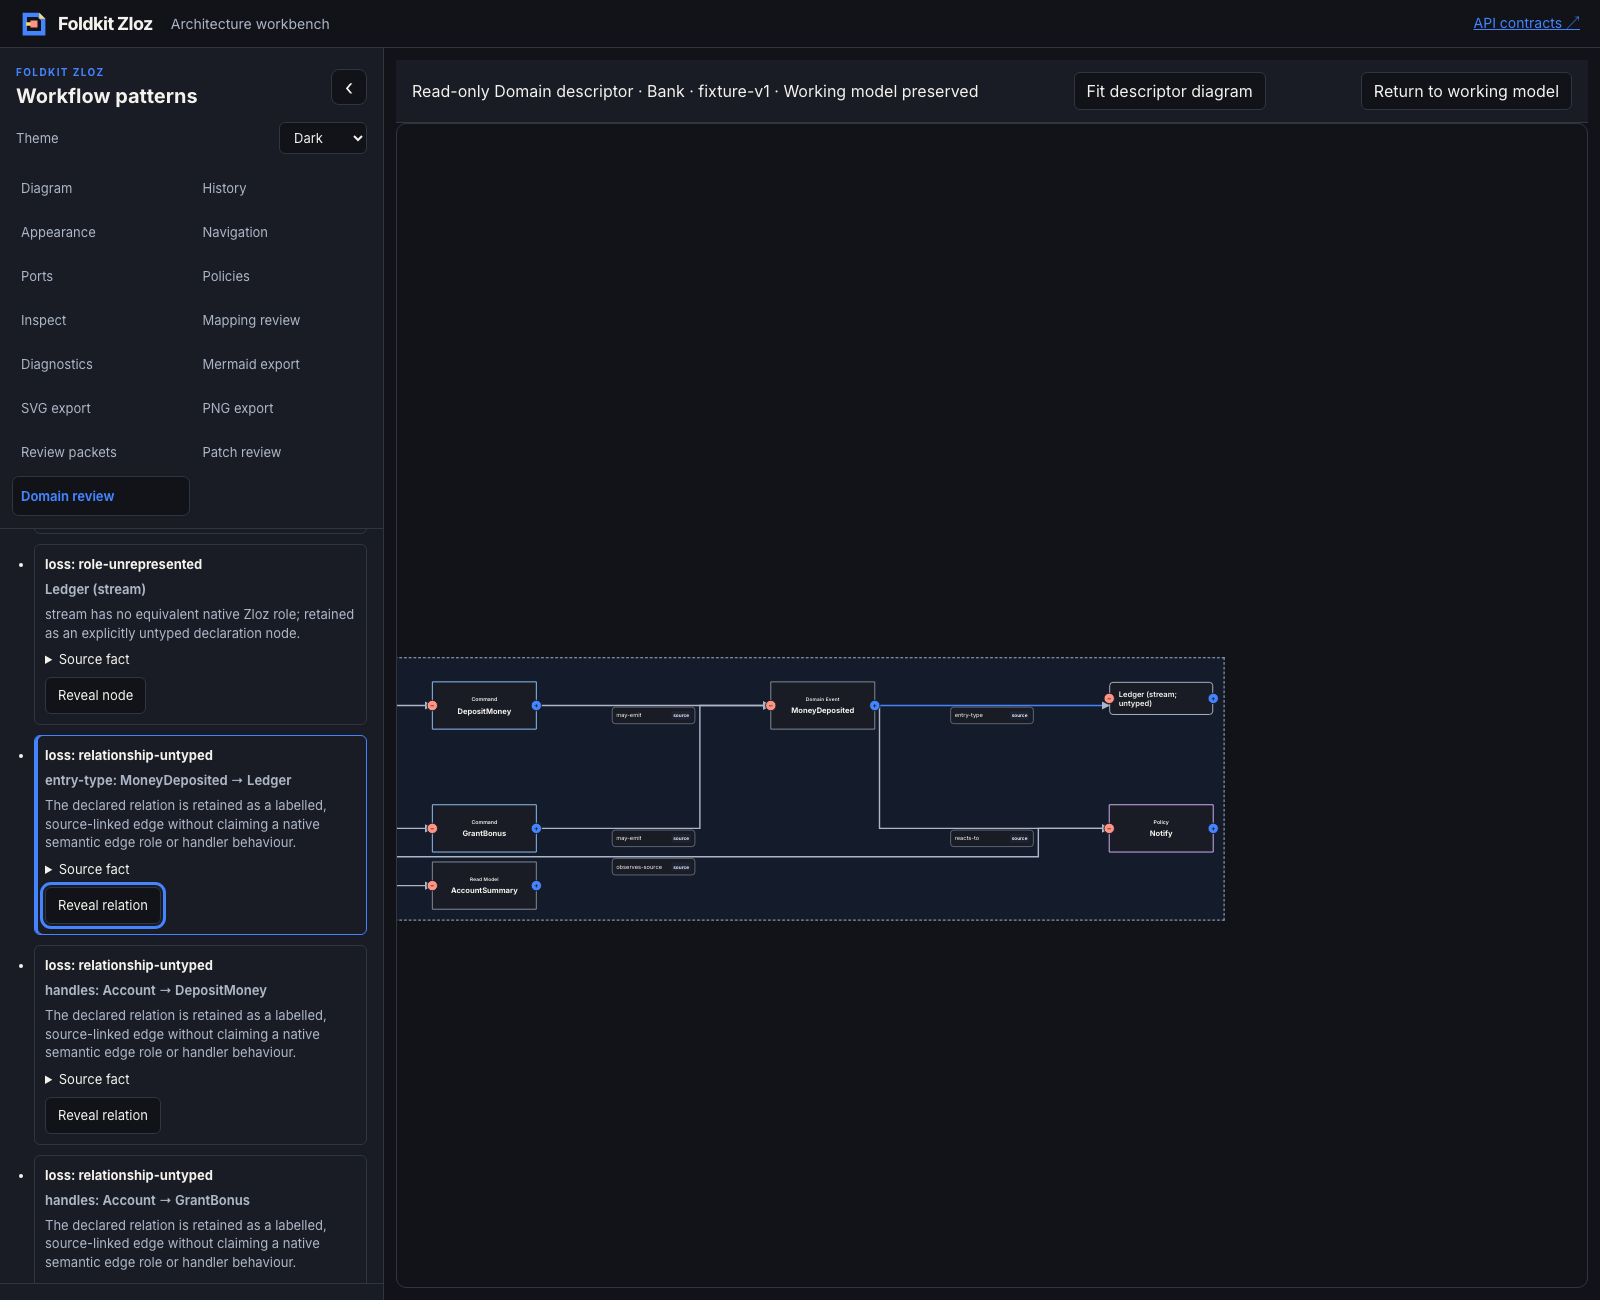 Foldkit Zloz
Architecture workbench
API contracts ↗
FOLDKIT ZLOZ
Workflow patterns
Theme
Dark
Diagram
History
Appearance
Navigation
Ports
Policies
Inspect
Mapping review
Diagnostics
Mermaid export
SVG export
PNG export
Review packets
Patch review
Domain review
loss: role-unrepresented
Ledger (stream)
stream has no equivalent native Zloz role; retained
as an explicitly untyped declaration node.
Source fact
Reveal node
loss: relationship-untyped
entry-type: MoneyDeposited → Ledger
The declared relation is retained as a labelled,
source-linked edge without claiming a native
semantic edge role or handler behaviour.
Source fact
Reveal relation
loss: relationship-untyped
handles: Account → DepositMoney
The declared relation is retained as a labelled,
source-linked edge without claiming a native
semantic edge role or handler behaviour.
Source fact
Reveal relation
loss: relationship-untyped
handles: Account → GrantBonus
The declared relation is retained as a labelled,
source-linked edge without claiming a native
semantic edge role or handler behaviour.
Read-only Domain descriptor · Bank · fixture-v1 · Working model preserved
Fit descriptor diagram
Return to working model
Command
DepositMoney
may-emit
source
Domain Event
MoneyDeposited
entry-type
source
Ledger (stream;
untyped)
Command
GrantBonus
may-emit
source
reacts-to
source
Policy
Notify
observes-source
source
Read Model
AccountSummary